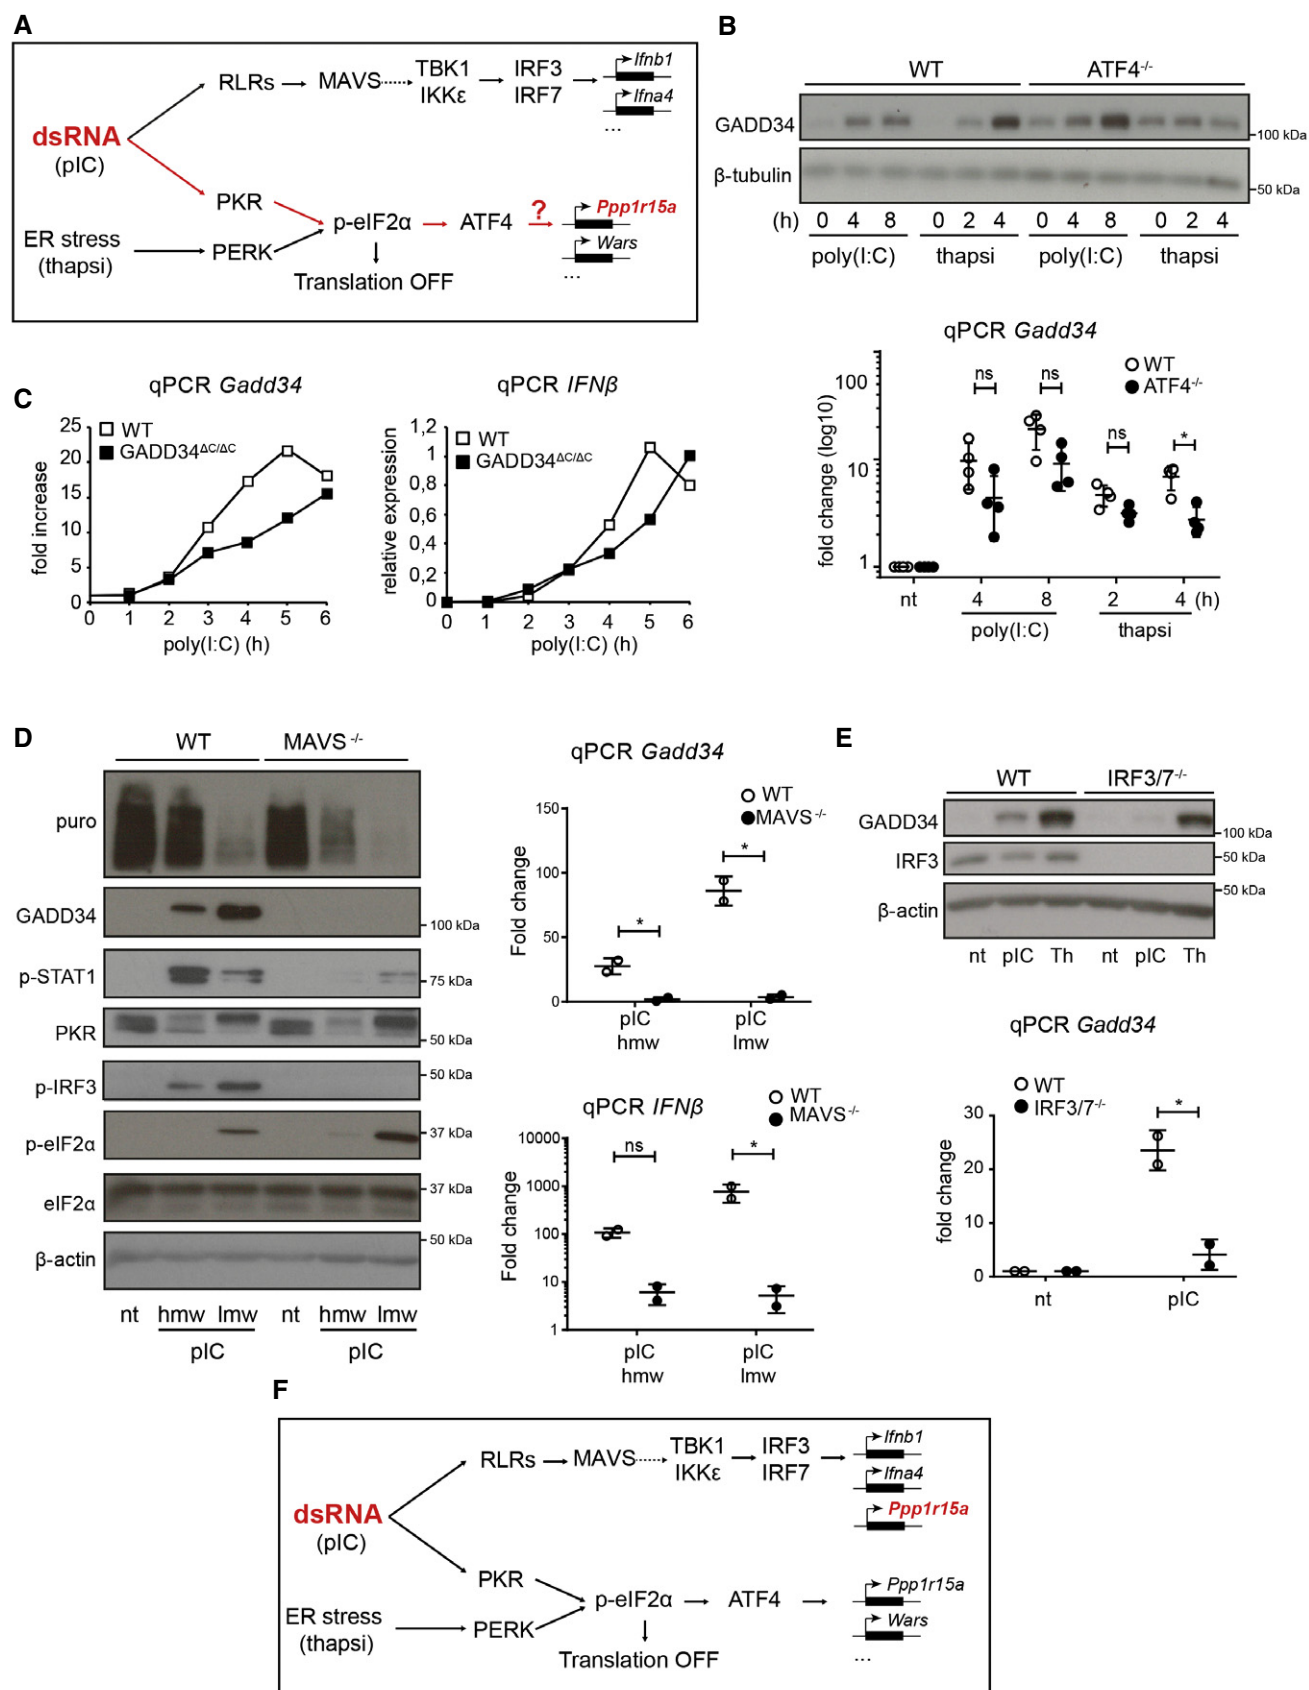 A
RLRs
MAVS
TBK1
IKKε
IRF3
IRF7
Ifnb1
Ifna4
...
dsRNA
(pIC)
PKR
ER stress
(thapsi)
PERK
p-eIF2α
Translation OFF
ATF4
?
Ppp1r15a
Wars
...
B
WT
ATF4-/-
GADD34
100 kDa
β-tubulin
50 kDa
(h) 0 4 8 0 2 4 0 4 8 0 2 4
poly(I:C) thapsi poly(I:C) thapsi
qPCR Gadd34
WT
ATF4-/-
fold change (log10)
100
10
1
ns
ns
ns
*
nt 4 8 2 4 (h)
poly(I:C) thapsi
C
qPCR Gadd34
WT
GADD34ΔC/ΔC
fold increase
25
20
15
10
5
0
0 1 2 3 4 5 6
poly(I:C) (h)
qPCR IFNβ
WT
GADD34ΔC/ΔC
relative expression
1,2
1
0,8
0,6
0,4
0,2
0
0 1 2 3 4 5 6
poly(I:C) (h)
D
WT
MAVS -/-
puro
GADD34
100 kDa
p-STAT1
75 kDa
PKR
50 kDa
p-IRF3
50 kDa
p-eIF2α
37 kDa
eIF2α
37 kDa
β-actin
50 kDa
nt hmw lmw nt hmw lmw
pIC pIC
qPCR Gadd34
WT
MAVS-/-
Fold change
150
100
50
0
*
*
pIC
hmw
pIC
lmw
qPCR IFNβ
WT
MAVS-/-
Fold change
10000
1000
100
10
1
ns
*
pIC
hmw
pIC
lmw
E
WT
IRF3/7-/-
GADD34
100 kDa
IRF3
50 kDa
β-actin
50 kDa
nt pIC Th nt pIC Th
qPCR Gadd34
WT
IRF3/7-/-
fold change
30
20
10
0
*
nt pIC
F
RLRs
MAVS
TBK1
IKKε
IRF3
IRF7
Ifnb1
Ifna4
Ppp1r15a
dsRNA
(pIC)
PKR
ER stress
(thapsi)
PERK
p-eIF2α
Translation OFF
ATF4
Ppp1r15a
Wars
...